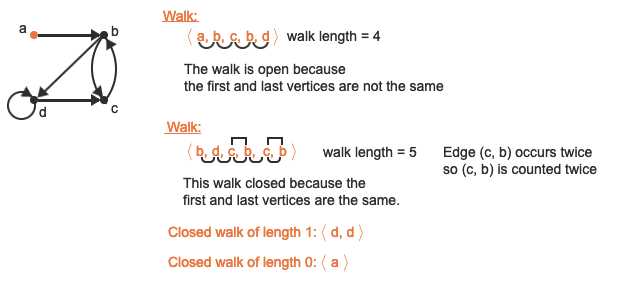 a
b
c
d
Walk:
⟨ a, b, c, b, d ⟩ walk length = 4
The walk is open because
the first and last vertices are not the same
Walk:
⟨ b, d, c, b, c, b ⟩ walk length = 5
Edge (c, b) occurs twice
so (c, b) is counted twice
This walk closed because the
first and last vertices are the same.
Closed walk of length 1: ⟨ d, d ⟩
Closed walk of length 0: ⟨ a ⟩